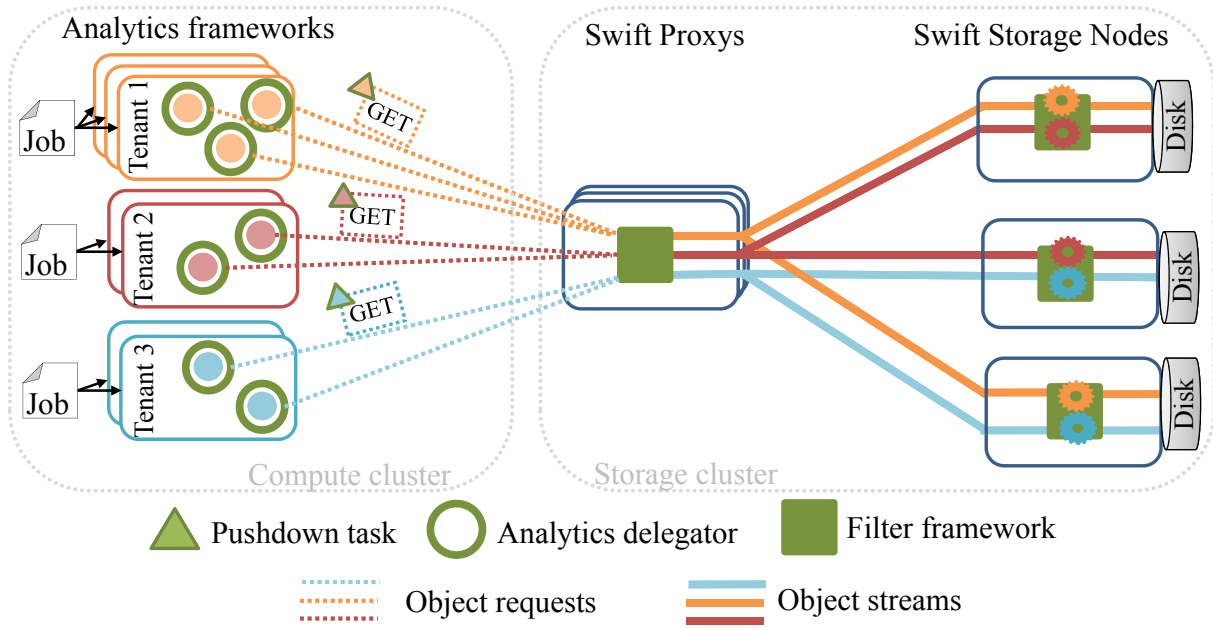 Analytics frameworks
Swift Proxys
Swift Storage Nodes
Job
Tenant 1
GET
Disk
Job
Tenant 2
GET
Disk
Job
Tenant 3
GET
Disk
Compute cluster
Storage cluster
Pushdown task
Analytics delegator
Filter framework
Object requests
Object streams